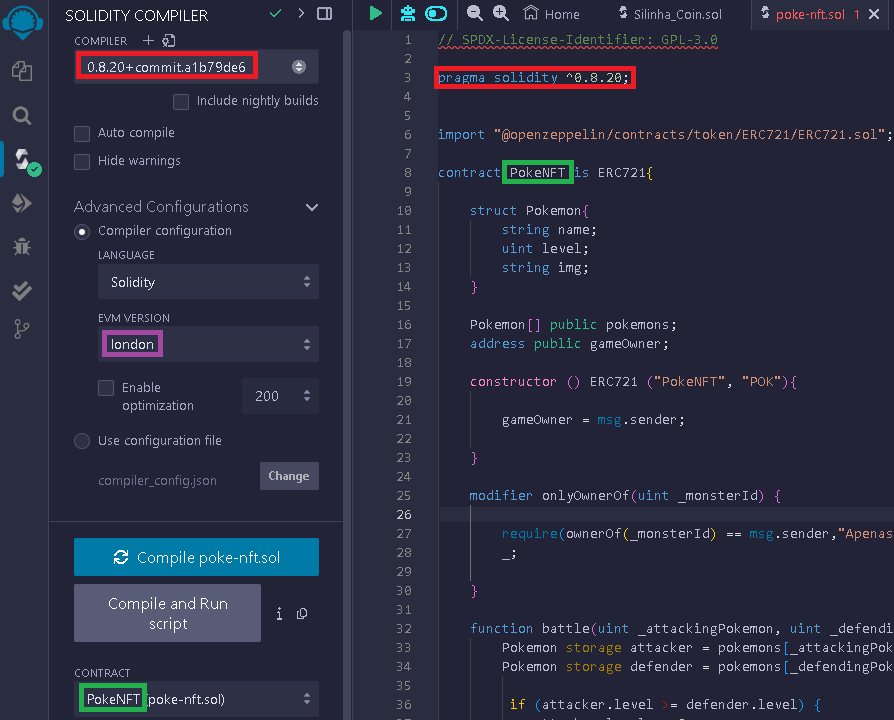 SOLIDITY COMPILER
COMPILER
0.8.20+commit.a1b79de6
Include nightly builds
Auto compile
Hide warnings
Advanced Configurations
Compiler configuration
LANGUAGE
Solidity
EVM VERSION
london
Enable
optimization
200
Use configuration file
compiler_config.json
Change
Compile poke-nft.sol
Compile and Run
script
i
CONTRACT
PokeNFT (poke-nft.sol)
Home
Silinha_Coin.sol
poke-nft.sol 1
1 // SPDX-License-Identifier: GPL-3.0
2
3 pragma solidity ^0.8.20;
4
5
6 import "@openzeppelin/contracts/token/ERC721/ERC721.sol";
7
8 contract PokeNFT is ERC721{
9
10 struct Pokemon{
11 string name;
12 uint level;
13 string img;
14 }
15
16 Pokemon[] public pokemons;
17 address public gameOwner;
18
19 constructor () ERC721 ("PokeNFT", "POK"){
20
21 gameOwner = msg.sender;
22
23 }
24
25 modifier onlyOwnerOf(uint _monsterId) {
26
27 require(ownerOf(_monsterId) == msg.sender,"Apenas
28 _;
29
30 }
31
32 function battle(uint _attackingPokemon, uint _defendi
33 Pokemon storage attacker = pokemons[_attackingPok
34 Pokemon storage defender = pokemons[_defendingPok
35
36 if (attacker.level >= defender.level) {